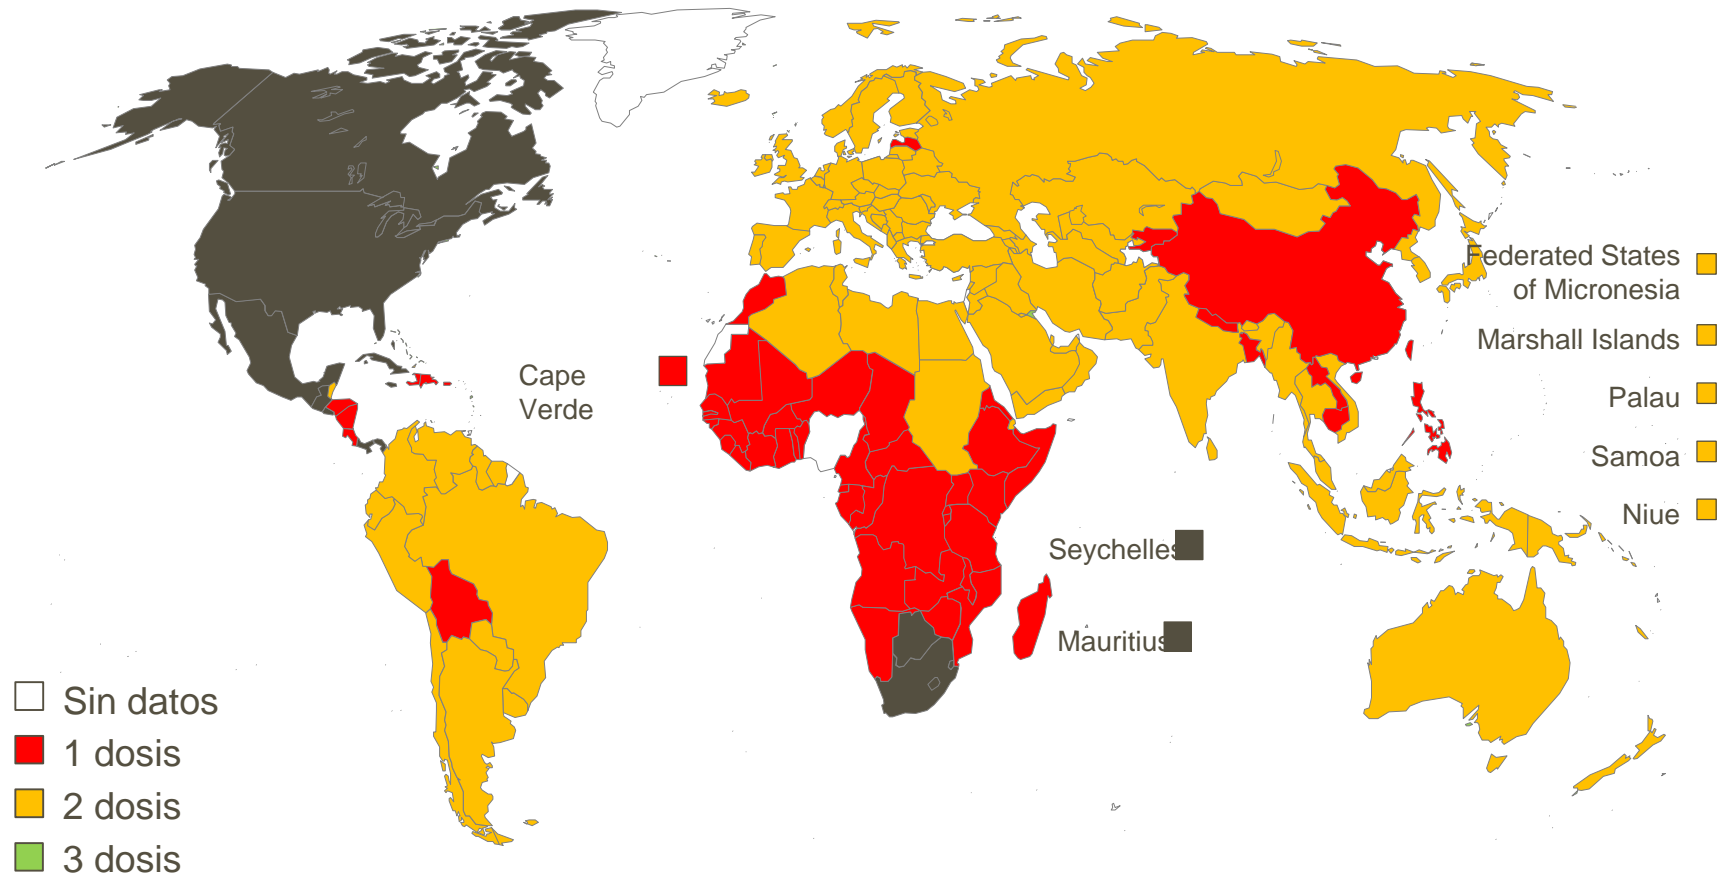 Federated States
of Micronesia
Marshall Islands
Cape
Verde
Palau
Samoa
Niue
Seychelles
Mauritius
Sin datos
1 dosis
2 dosis
3 dosis